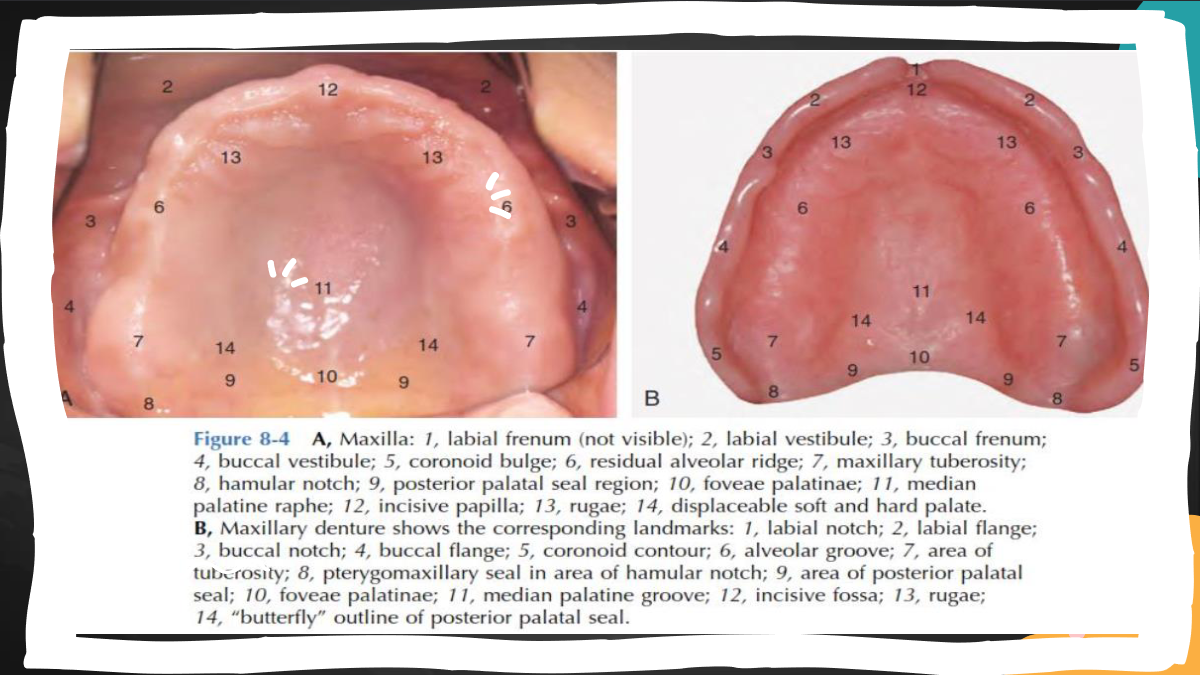 2 12 2
13 13
6 6
3 3
11
4 4
7 14 14 7
9 10 9
8
A
1
2 12 2
3 13 13 3
6 6
4 4
11
14 14
7 7
5 9 10 9 5
8 8
B
Figure 8-4 A, Maxilla: 1, labial frenum (not visible); 2, labial vestibule; 3, buccal frenum;
4, buccal vestibule; 5, coronoid bulge; 6, residual alveolar ridge; 7, maxillary tuberosity;
8, hamular notch; 9, posterior palatal seal region; 10, foveae palatinae; 11, median
palatine raphe; 12, incisive papilla; 13, rugae; 14, displaceable soft and hard palate.
B, Maxillary denture shows the corresponding landmarks: 1, labial notch; 2, labial flange;
3, buccal notch; 4, buccal flange; 5, coronoid contour; 6, alveolar groove; 7, area of
tuberosity; 8, pterygomaxillary seal in area of hamular notch; 9, area of posterior palatal
seal; 10, foveae palatinae; 11, median palatine groove; 12, incisive fossa; 13, rugae;
14, “butterfly” outline of posterior palatal seal.